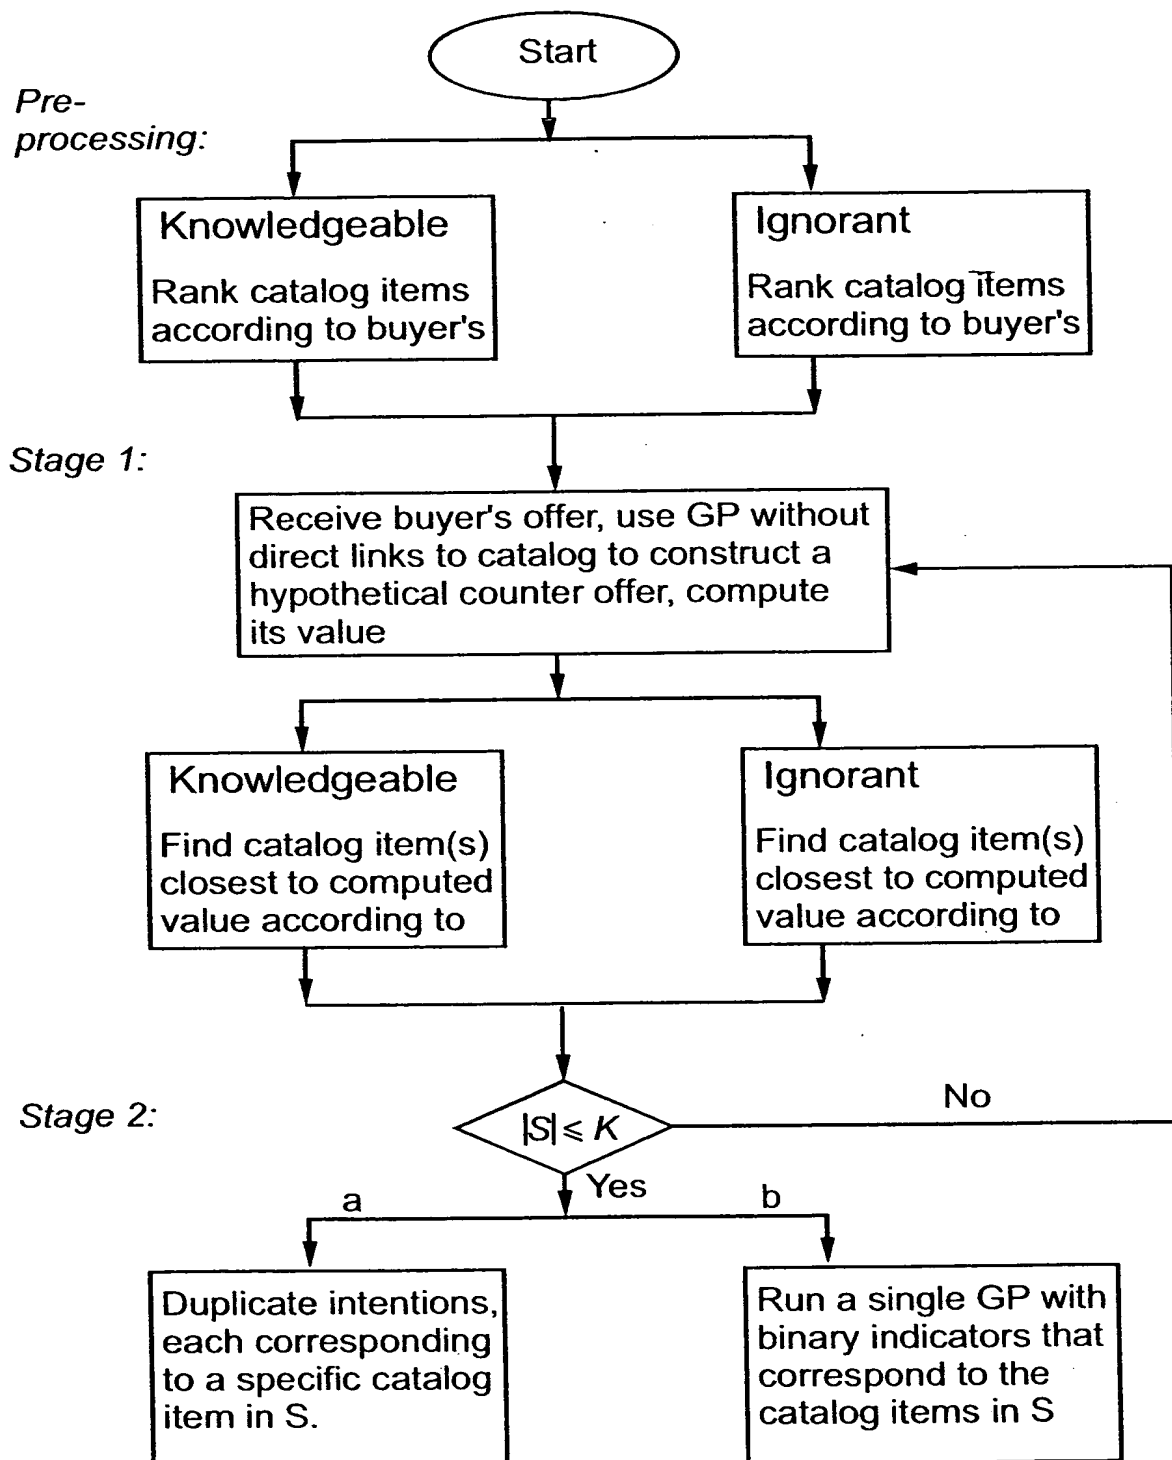 Start
Pre-
processing:
Knowledgeable
Rank catalog items
according to buyer's
Ignorant
Rank catalog items
according to buyer's
Stage 1:
Receive buyer's offer, use GP without
direct links to catalog to construct a
hypothetical counter offer, compute
its value
Knowledgeable
Find catalog item(s)
closest to computed
value according to
Ignorant
Find catalog item(s)
closest to computed
value according to
Stage 2:
|S| ⩽ K
No
Yes
a
b
Duplicate intentions,
each corresponding
to a specific catalog
item in S.
Run a single GP with
binary indicators that
correspond to the
catalog items in S